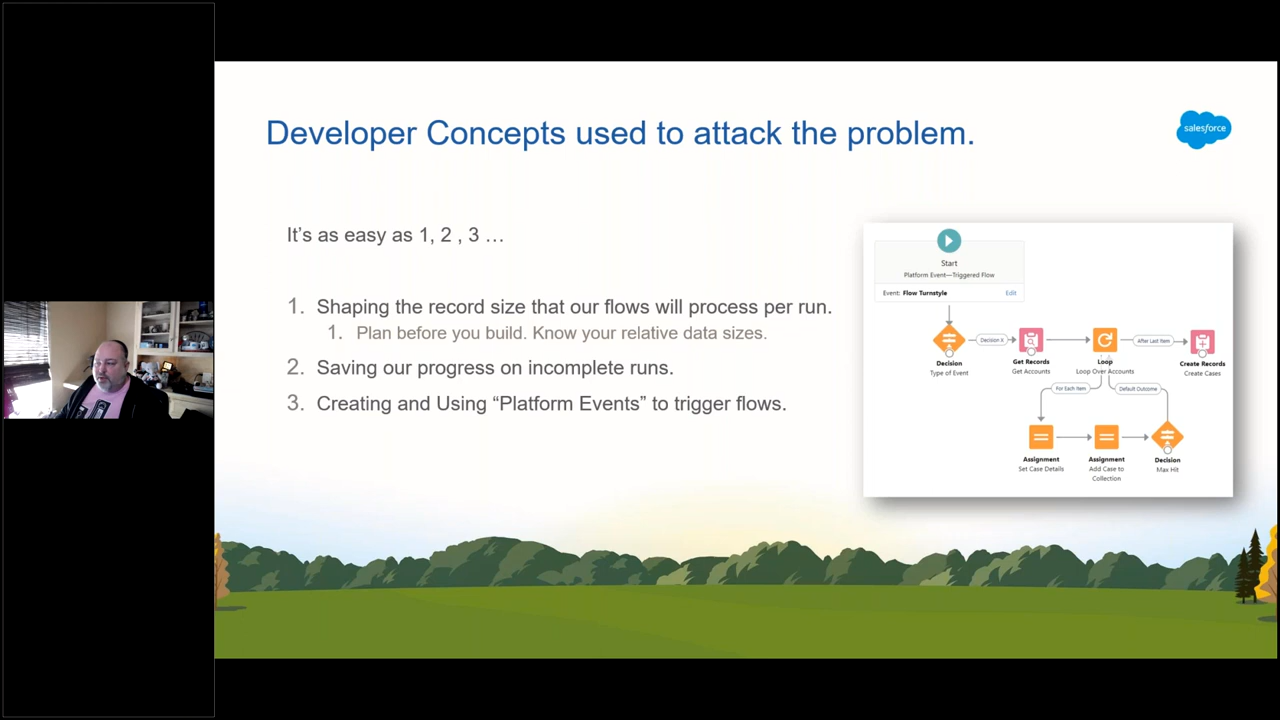 Developer Concepts used to attack the problem.
salesforce
It's as easy as 1, 2 , 3 …
1. Shaping the record size that our flows will process per run.
1. Plan before you build. Know your relative data sizes.
2. Saving our progress on incomplete runs.
3. Creating and Using “Platform Events” to trigger flows.
Start
Platform Event—Triggered Flow
Event: Flow Turnstyle
Edit
Decision
Type of Event
Decision X
Get Records
Get Accounts
Loop
Loop Over Accounts
After Last Item
Create Records
Create Cases
For Each Item
Default Outcome
Assignment
Set Case Details
Assignment
Add Case to
Collection
Decision
Max Hit